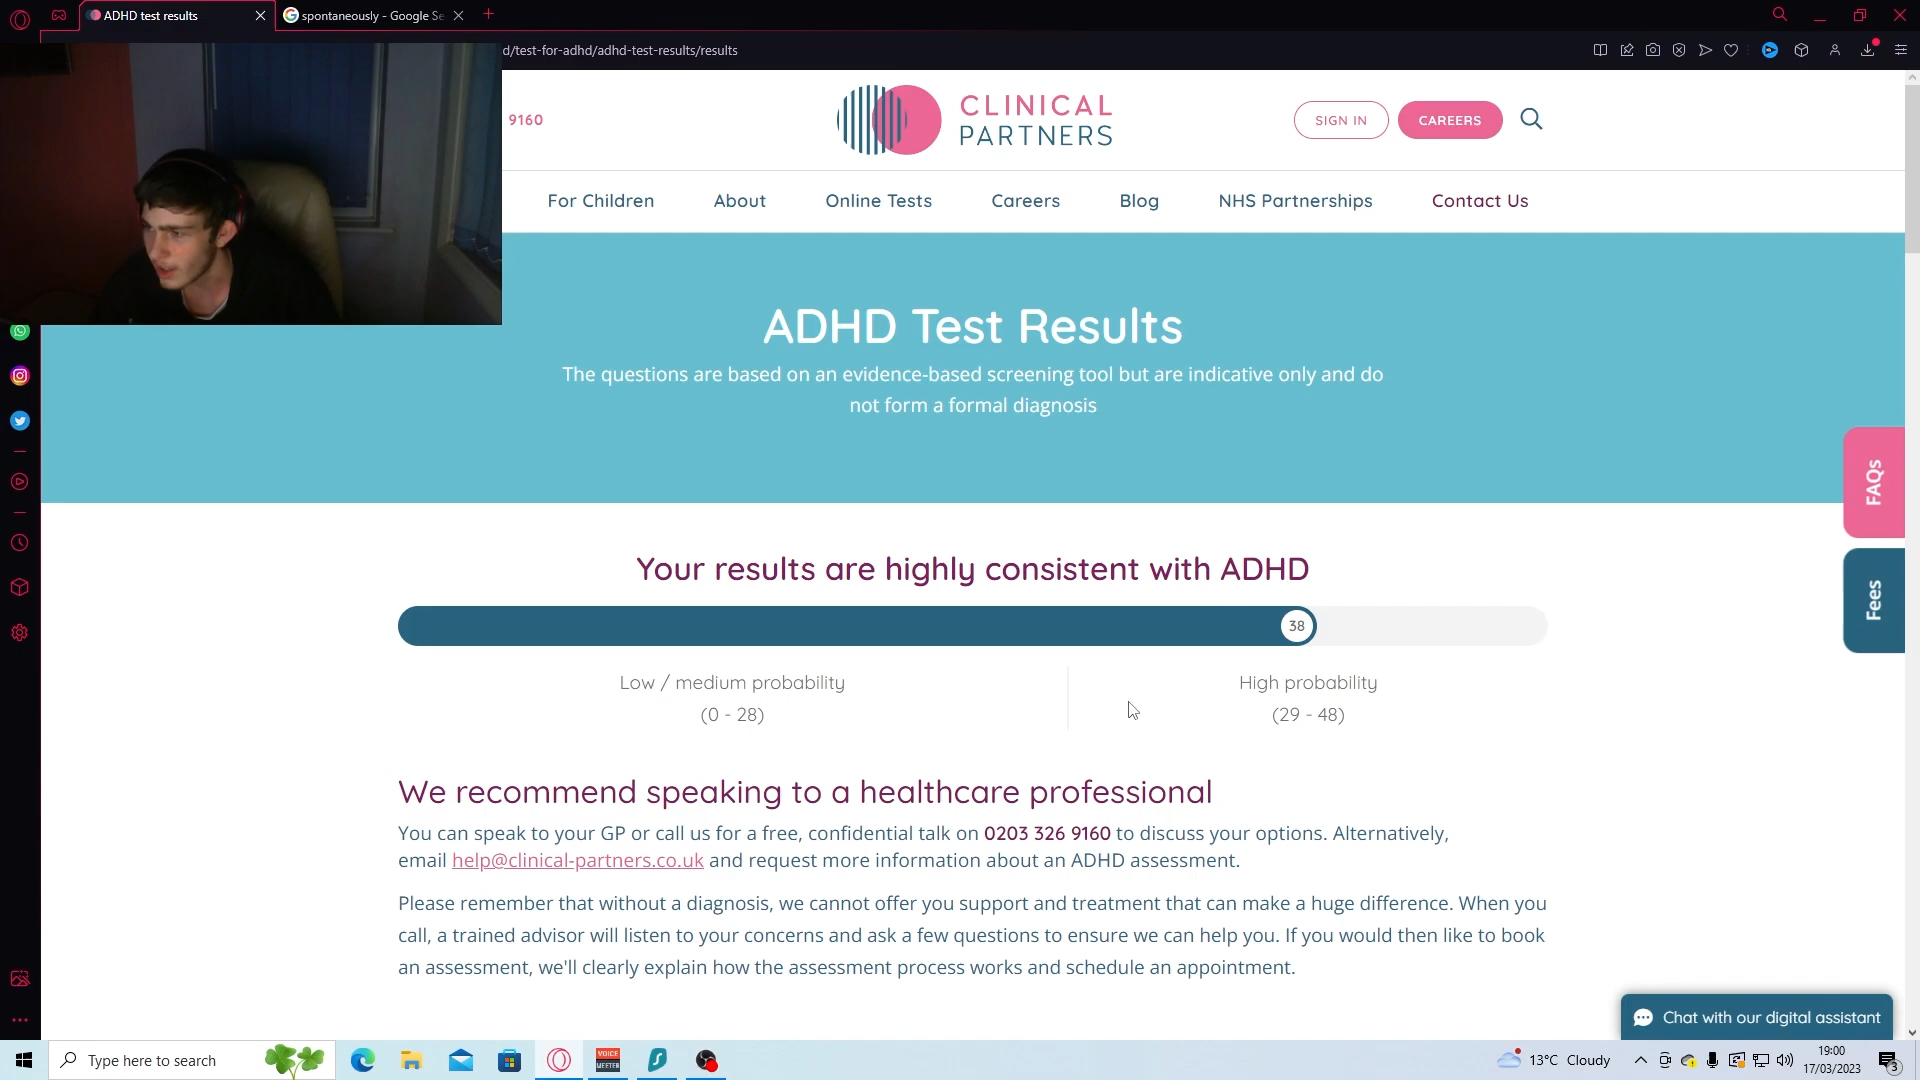 ADHD test results
spontaneously - Google Se
d/test-for-adhd/adhd-test-results/results
9160
CLINICAL
PARTNERS
SIGN IN
CAREERS
For Children
About
Online Tests
Careers
Blog
NHS Partnerships
Contact Us
ADHD Test Results
The questions are based on an evidence-based screening tool but are indicative only and do
not form a formal diagnosis
FAQs
Fees
Your results are highly consistent with ADHD
38
Low / medium probability
(0 - 28)
High probability
(29 - 48)
We recommend speaking to a healthcare professional
You can speak to your GP or call us for a free, confidential talk on 0203 326 9160 to discuss your options. Alternatively,
email help@clinical-partners.co.uk and request more information about an ADHD assessment.
Please remember that without a diagnosis, we cannot offer you support and treatment that can make a huge difference. When you
call, a trained advisor will listen to your concerns and ask a few questions to ensure we can help you. If you would then like to book
an assessment, we'll clearly explain how the assessment process works and schedule an appointment.
Chat with our digital assistant
Type here to search
VOICE
MEETER
13°C Cloudy
19:00
17/03/2023
3